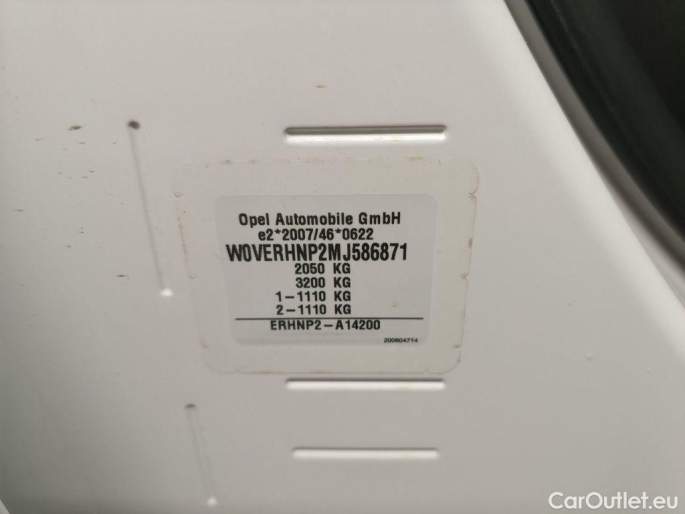 Opel Automobile GmbH
e2*2007/46*0622
W0VERHNP2MJ586871
2050 KG
3200 KG
1-1110 KG
2-1110 KG
ERHNP2-A14200
200804714
CarOutlet.eu